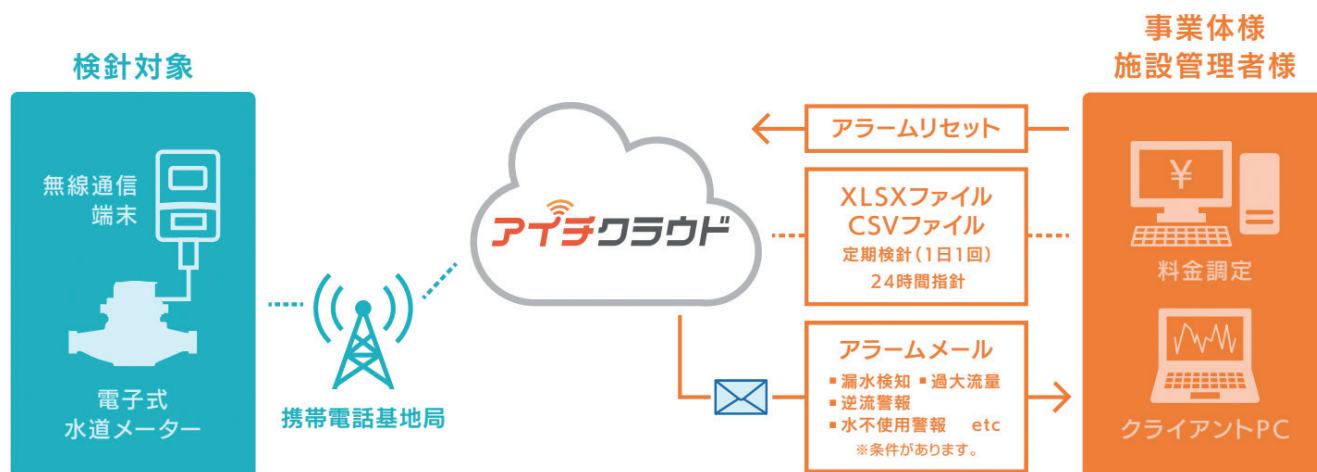 検針対象
無線通信
端末
電子式
水道メーター
携帯電話基地局
アイチクラウド
アラームリセット
XLSXファイル
CSVファイル
定期検針(1日1回)
24時間指針
アラームメール
▪漏水検知 ▪過大流量
▪逆流警報
▪水不使用警報 etc
※条件があります。
事業体様
施設管理者様
¥
料金調定
クライアントPC